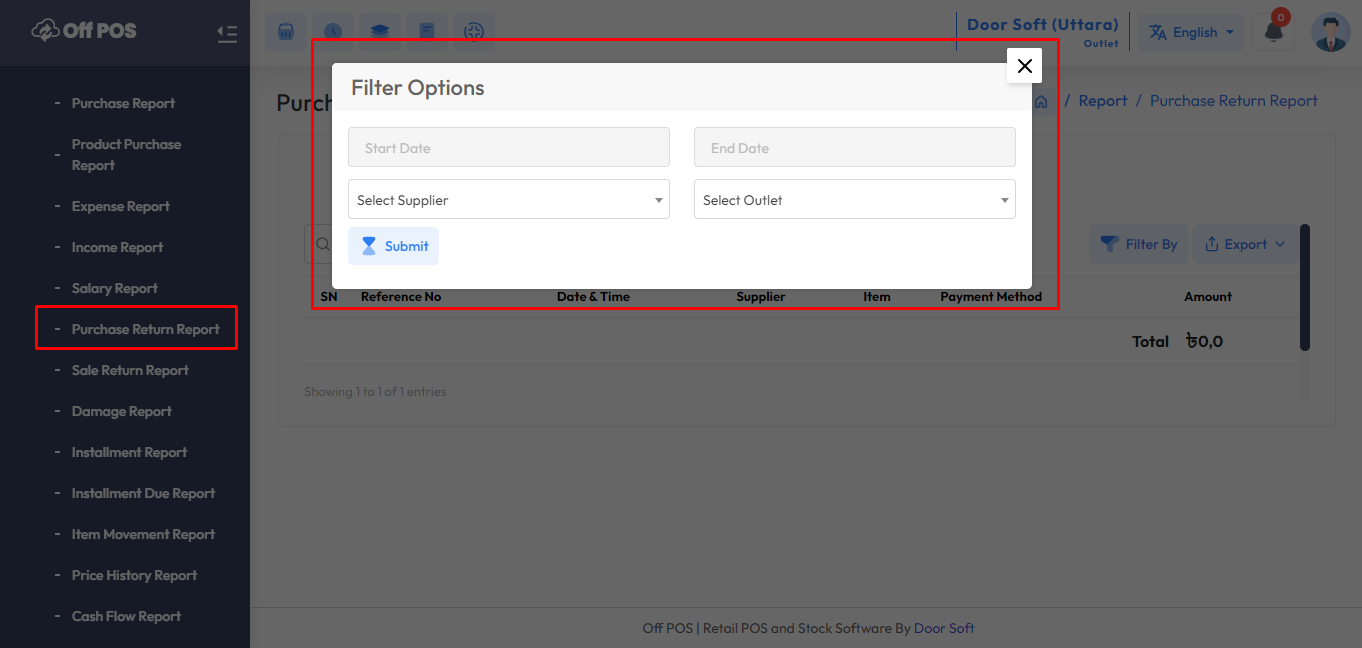 Off POS
Door Soft (Uttara)
Outlet
English
0
Purchase Report
Product Purchase
Report
Expense Report
Income Report
Salary Report
Purchase Return Report
Sale Return Report
Damage Report
Installment Report
Installment Due Report
Item Movement Report
Price History Report
Cash Flow Report
/ Report / Purchase Return Report
Filter Options
Start Date
End Date
Select Supplier
Select Outlet
Submit
Filter By
Export
SN Reference No Date & Time Supplier Item Payment Method Amount
Total ৳0,0
Showing 1 to 1 of 1 entries
Off POS | Retail POS and Stock Software By Door Soft